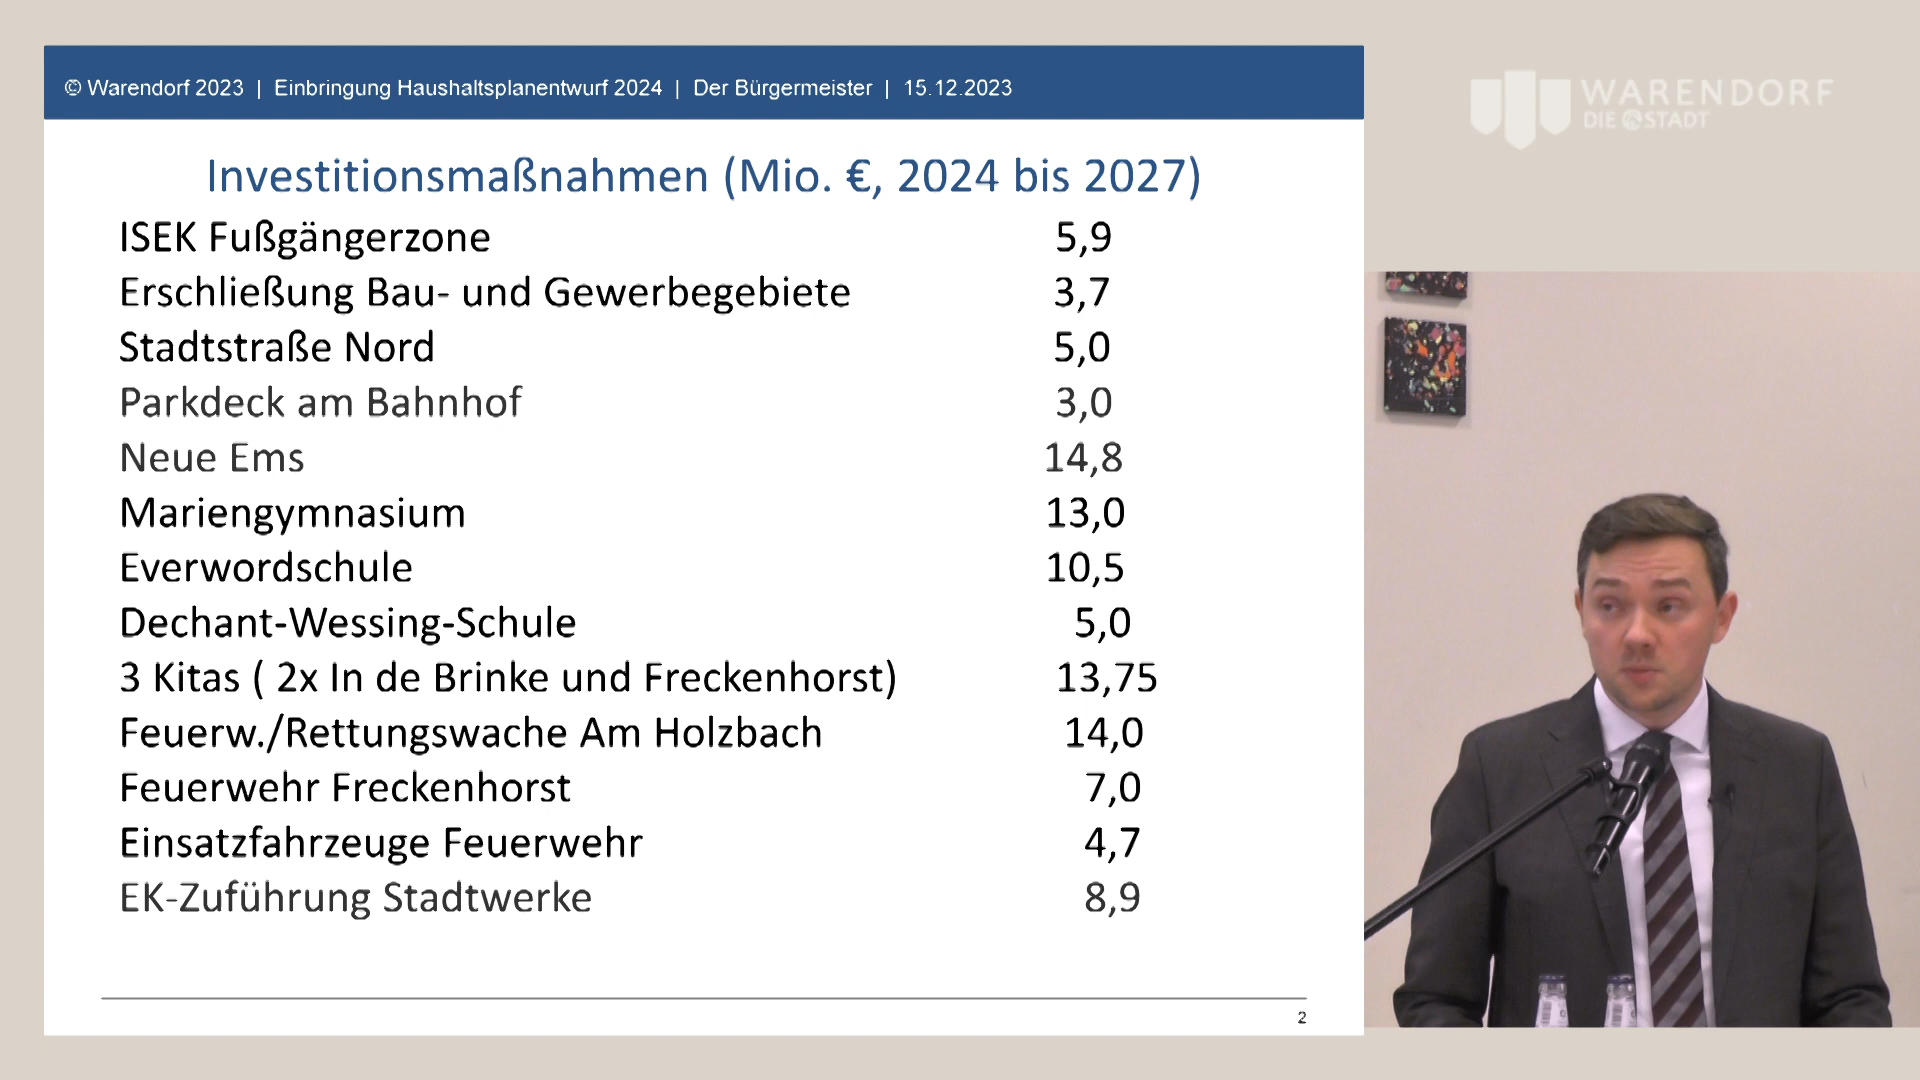 © Warendorf 2023 | Einbringung Haushaltsplanentwurf 2024 | Der Bürgermeister | 15.12.2023
WARENDORF
DIE STADT
Investitionsmaßnahmen (Mio. €, 2024 bis 2027)
ISEK Fußgängerzone 5,9
Erschließung Bau- und Gewerbegebiete 3,7
Stadtstraße Nord 5,0
Parkdeck am Bahnhof 3,0
Neue Ems 14,8
Mariengymnasium 13,0
Everwordschule 10,5
Dechant-Wessing-Schule 5,0
3 Kitas ( 2x In de Brinke und Freckenhorst) 13,75
Feuerw./Rettungswache Am Holzbach 14,0
Feuerwehr Freckenhorst 7,0
Einsatzfahrzeuge Feuerwehr 4,7
EK-Zuführung Stadtwerke 8,9
2